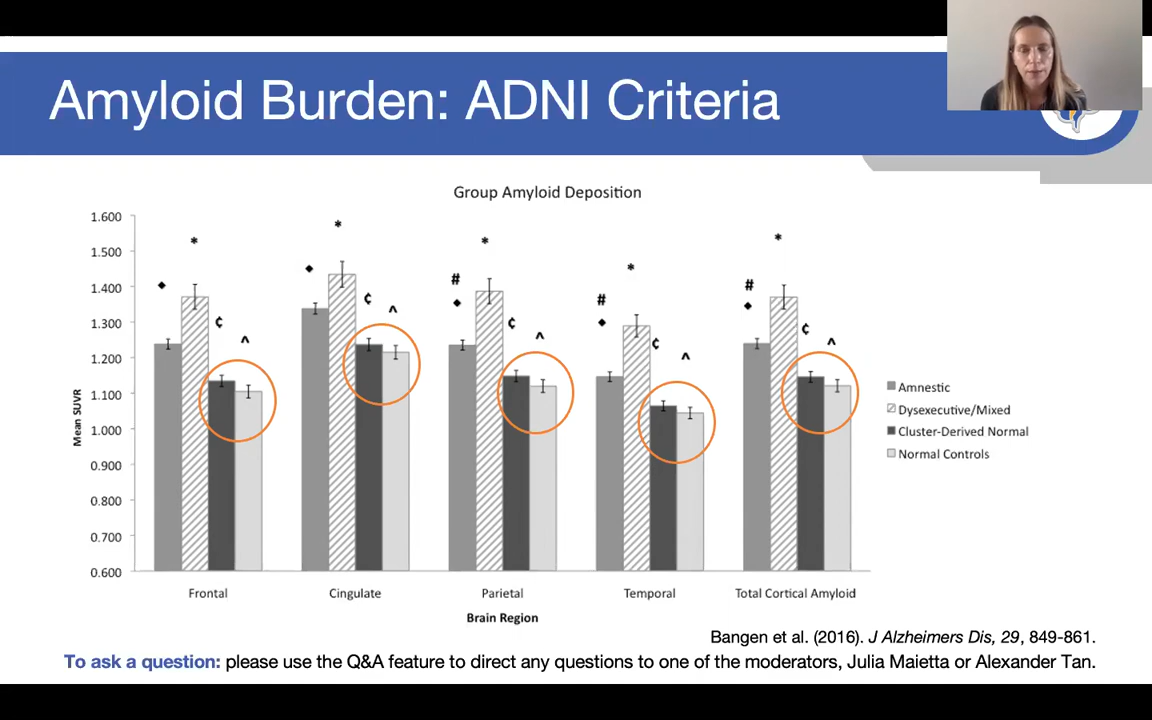 Amyloid Burden: ADNI Criteria
Group Amyloid Deposition
1.600
1.500
1.400
1.300
1.200
1.100
1.000
0.900
0.800
0.700
0.600
Mean SUVR
◆ * ¢ ^
◆ * ¢ ^
# ◆ * ¢ ^
# ◆ * ¢ ^
# ◆ * ¢ ^
Frontal
Cingulate
Parietal
Temporal
Total Cortical Amyloid
Brain Region
Amnestic
Dysexecutive/Mixed
Cluster-Derived Normal
Normal Controls
Bangen et al. (2016). J Alzheimers Dis, 29, 849-861.
To ask a question: please use the Q&A feature to direct any questions to one of the moderators, Julia Maietta or Alexander Tan.